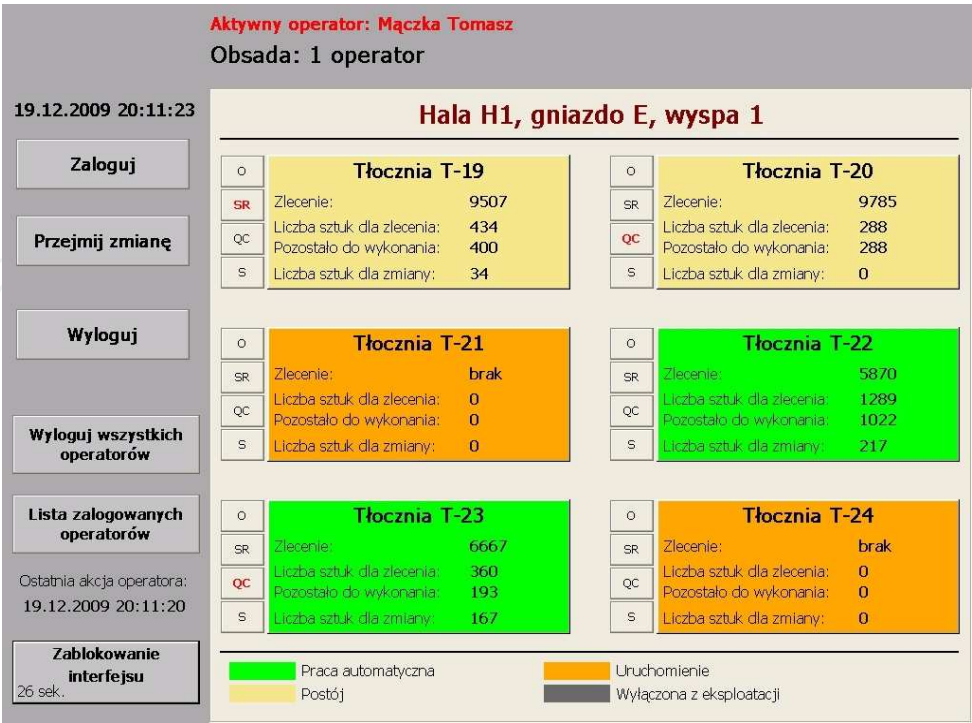 Aktywny operator: Mączka Tomasz
Obsada: 1 operator
19.12.2009 20:11:23
Zaloguj
Przejmij zmianę
Wyloguj
Wyloguj wszystkich
operatorów
Lista zalogowanych
operatorów
Ostatnia akcja operatora:
19.12.2009 20:11:20
Zablokowanie
interfejsu
26 sek.
Hala H1, gniazdo E, wyspa 1
O
SR
QC
S
Tłocznia T-19
Zlecenie: 9507
Liczba sztuk dla zlecenia: 434
Pozostało do wykonania: 400
Liczba sztuk dla zmiany: 34
O
SR
QC
S
Tłocznia T-20
Zlecenie: 9785
Liczba sztuk dla zlecenia: 288
Pozostało do wykonania: 288
Liczba sztuk dla zmiany: 0
O
SR
QC
S
Tłocznia T-21
Zlecenie: brak
Liczba sztuk dla zlecenia: 0
Pozostało do wykonania: 0
Liczba sztuk dla zmiany: 0
O
SR
QC
S
Tłocznia T-22
Zlecenie: 5870
Liczba sztuk dla zlecenia: 1289
Pozostało do wykonania: 1022
Liczba sztuk dla zmiany: 217
O
SR
QC
S
Tłocznia T-23
Zlecenie: 6667
Liczba sztuk dla zlecenia: 360
Pozostało do wykonania: 193
Liczba sztuk dla zmiany: 167
O
SR
QC
S
Tłocznia T-24
Zlecenie: brak
Liczba sztuk dla zlecenia: 0
Pozostało do wykonania: 0
Liczba sztuk dla zmiany: 0
Praca automatyczna
Uruchomienie
Postój
Wyłączona z eksploatacji